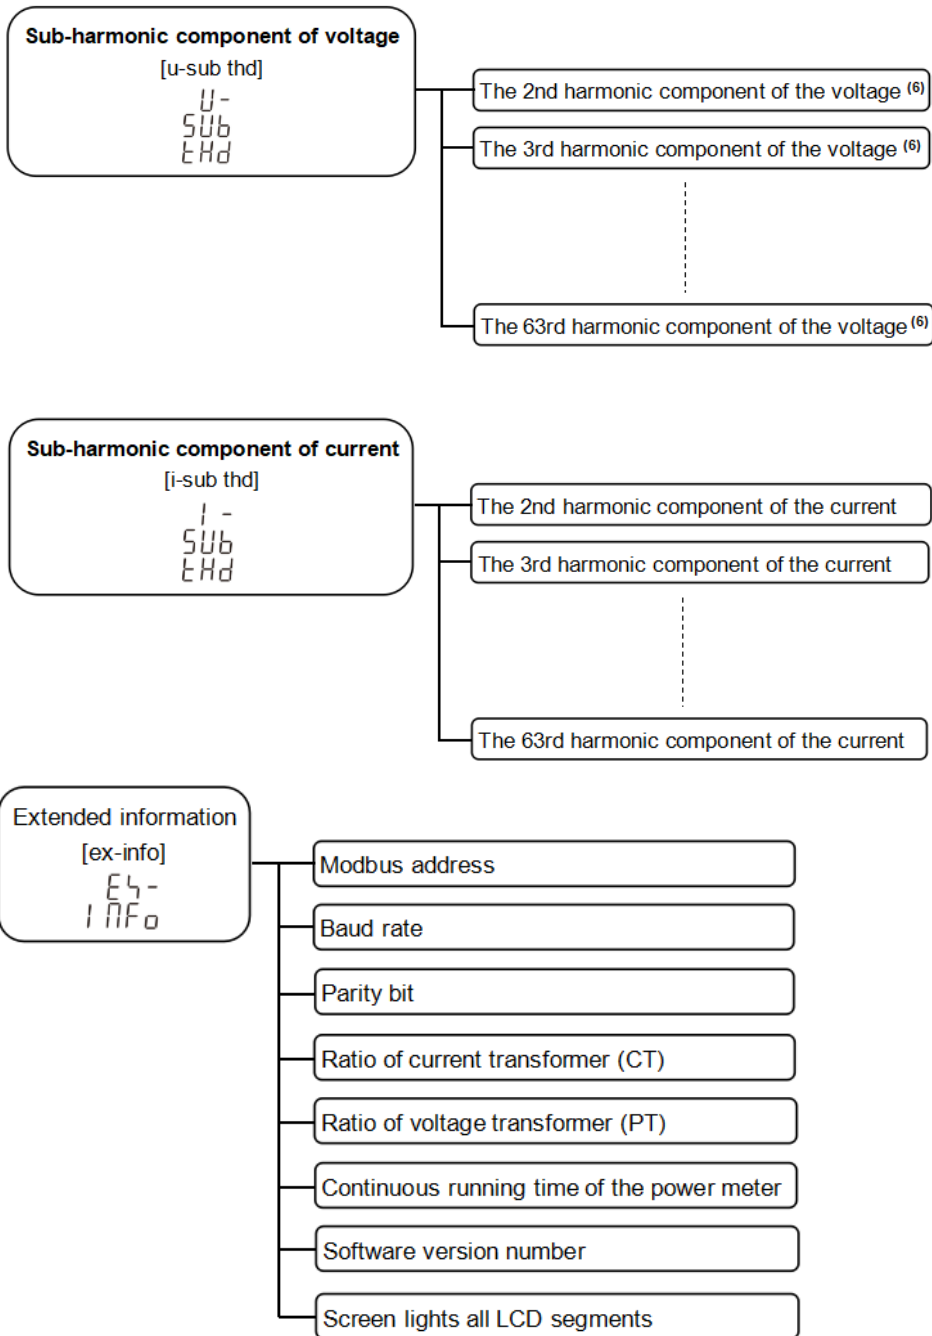 Sub-harmonic component of voltage
[u-sub thd]
U-
SUb
tHd
The 2nd harmonic component of the voltage (6)
The 3rd harmonic component of the voltage (6)
The 63rd harmonic component of the voltage (6)
Sub-harmonic component of current
[i-sub thd]
I -
SUb
tHd
The 2nd harmonic component of the current
The 3rd harmonic component of the current
The 63rd harmonic component of the current
Extended information
[ex-info]
EX-
INFo
Modbus address
Baud rate
Parity bit
Ratio of current transformer (CT)
Ratio of voltage transformer (PT)
Continuous running time of the power meter
Software version number
Screen lights all LCD segments